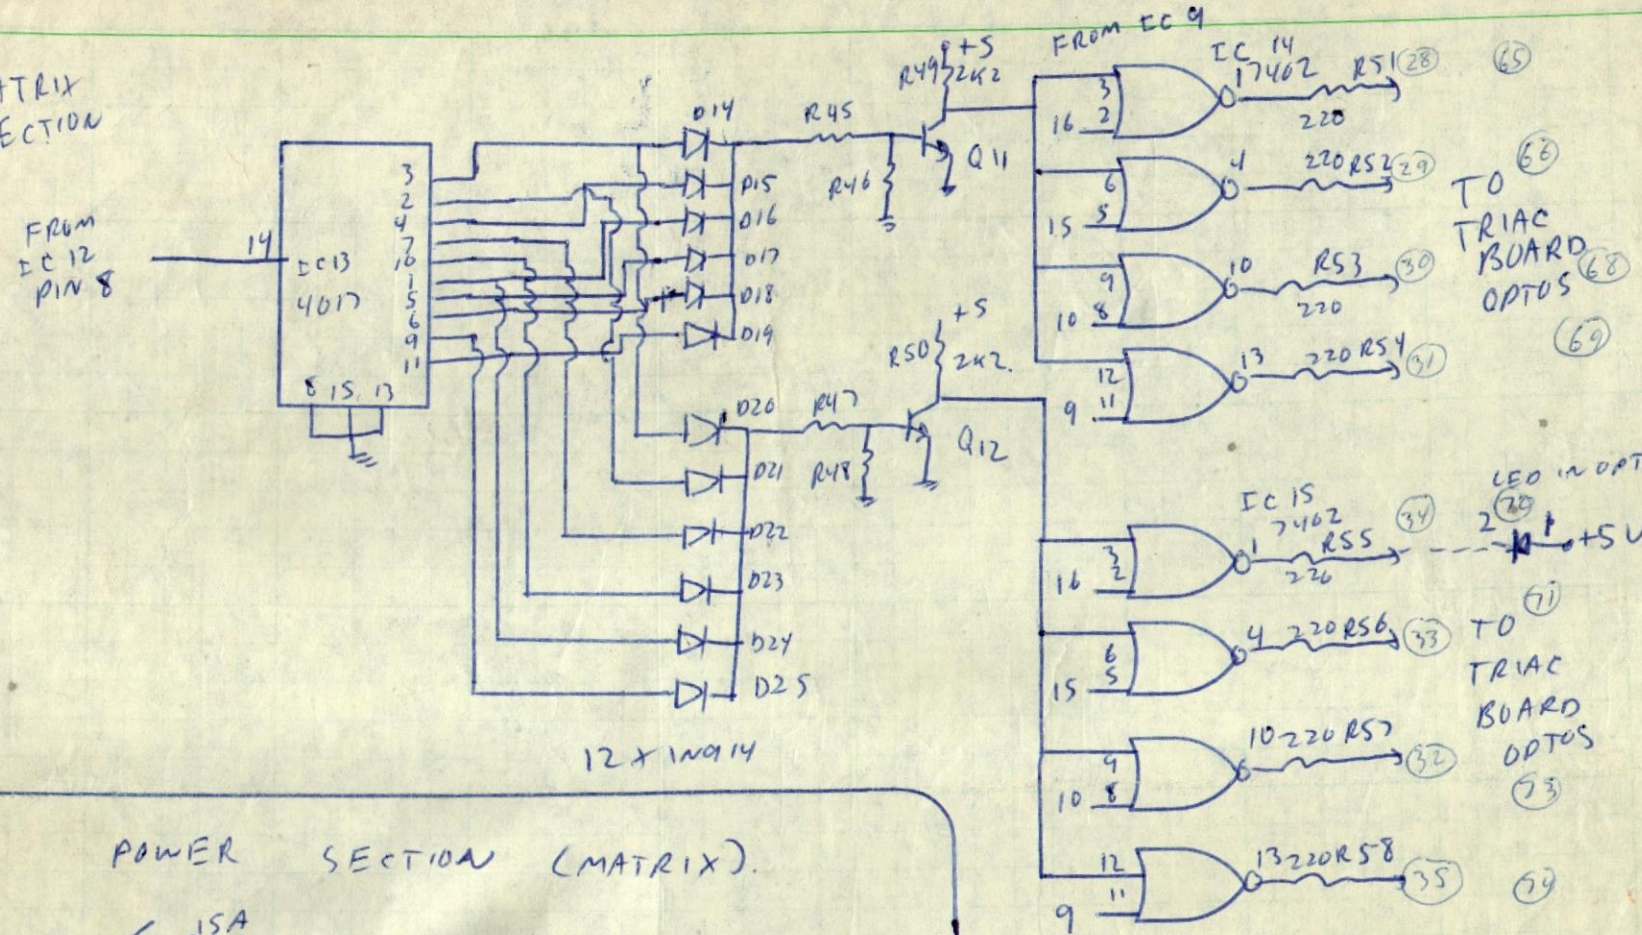 ATRIX
ECTION
FROM
IC 12
PIN 8
14
IC13
4017
3
2
4
7
10
1
5
6
9
11
8 15 13
D14
D15
D16
D17
D18
D19
R45
R46
R49 2K2
+5
Q11
D20
D21
D22
D23
D24
D25
R47
R48
R50 2K2.
+5
Q12
12 X IN914
FROM IC 9
IC 14
7402
3
2
16
1
R51
220
28
65
6
5
15
4
220 R52
29
66
9
8
10
10
R53
220
30
68
12
11
9
13
220 R54
31
69
TO
TRIAC
BOARD
OPTOS
IC 15
7402
3
2
16
1
R55
220
34
LED IN OPT
2
1
+5V
6
5
15
4
220 R56
33
71
9
8
10
10
220 R57
32
73
12
11
9
13
220 R58
35
TO
TRIAC
BOARD
OPTOS
POWER SECTION (MATRIX).
15A